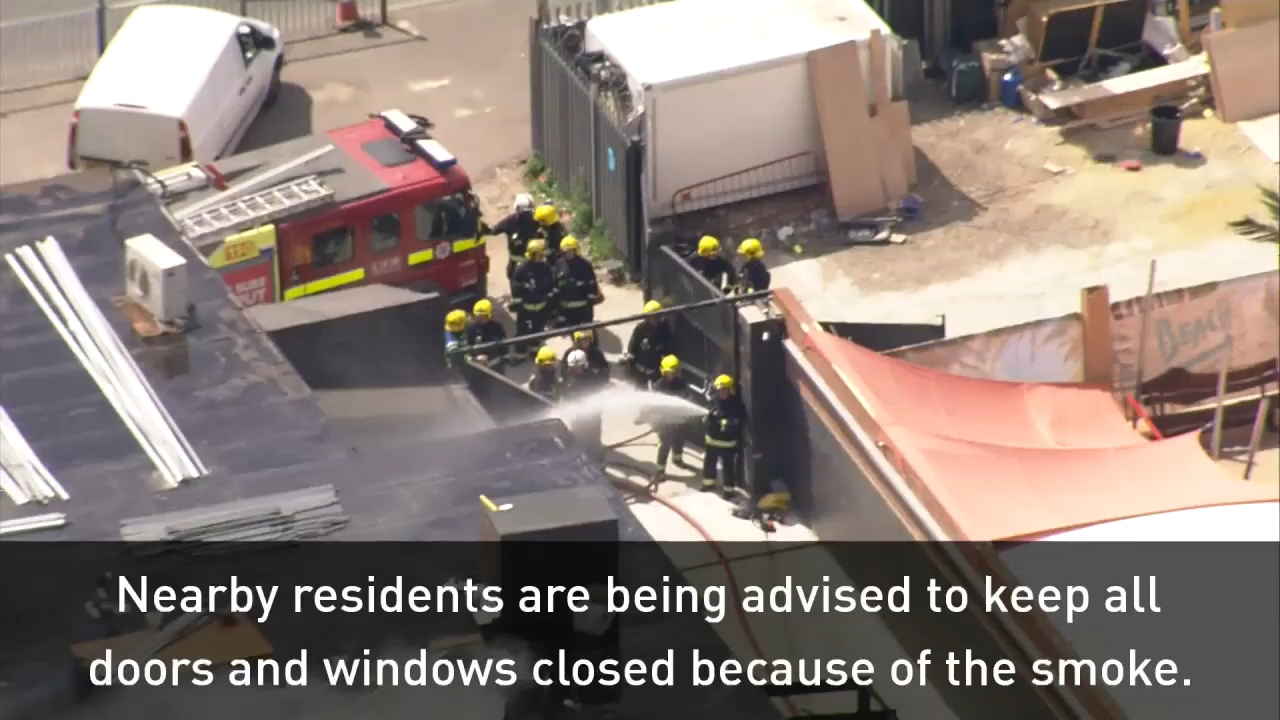 BEACH
Nearby residents are being advised to keep all
doors and windows closed because of the smoke.